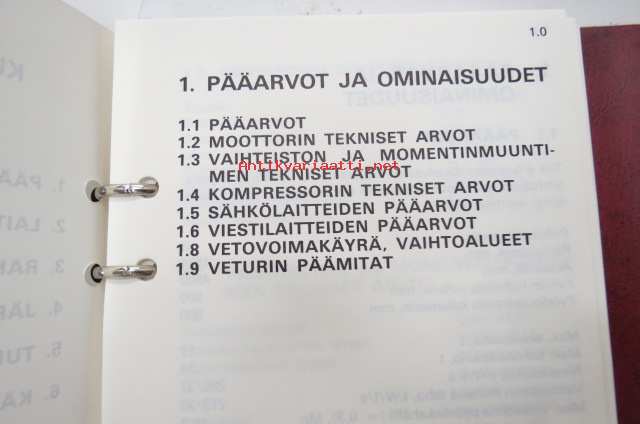 1.0
1. PÄÄARVOT JA OMINAISUUDET
1.1 PÄÄARVOT
1.2 MOOTTORIN TEKNISET ARVOT
1.3 VAIHTEISTON JA MOMENTINMUUNTI-
MEN TEKNISET ARVOT
1.4 KOMPRESSORIN TEKNISET ARVOT
1.5 SÄHKÖLAITTEIDEN PÄÄARVOT
1.6 VIESTILAITTEIDEN PÄÄARVOT
1.8 VETOVOIMAKÄYRÄ, VAIHTOALUEET
1.9 VETURIN PÄÄMITAT
antikvariaatti.net